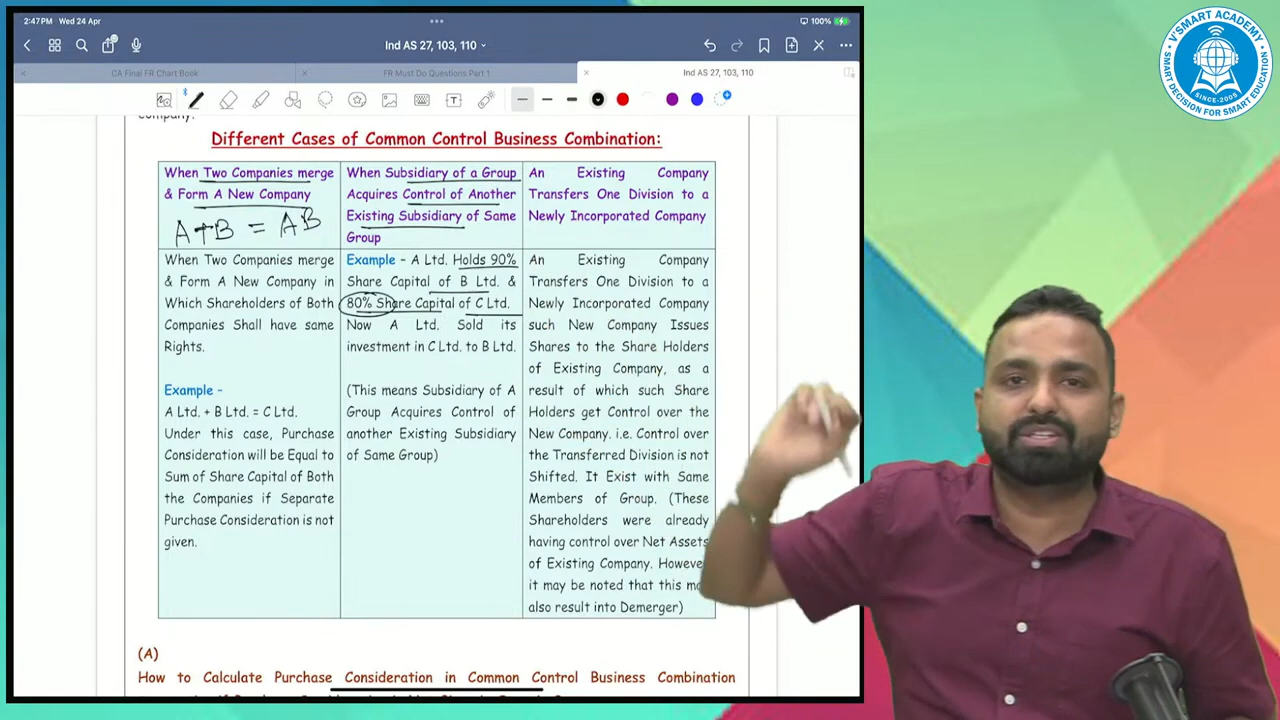 2:47 PM Wed 24 Apr
100%
Ind AS 27, 103, 110
CA Final FR Chart Book
FR Must Do Questions Part 1
Ind AS 27, 103, 110
company.
Different Cases of Common Control Business Combination:
When Two Companies merge
& Form A New Company
A+B = AB
When Subsidiary of a Group
Acquires Control of Another
Existing Subsidiary of Same
Group
An Existing Company
Transfers One Division to a
Newly Incorporated Company
When Two Companies merge
& Form A New Company in
Which Shareholders of Both
Companies Shall have same
Rights.
Example -
A Ltd. + B Ltd. = C Ltd.
Under this case, Purchase
Consideration will be Equal to
Sum of Share Capital of Both
the Companies if Separate
Purchase Consideration is not
given.
Example - A Ltd. Holds 90%
Share Capital of B Ltd. &
80% Share Capital of C Ltd.
Now A Ltd. Sold its
investment in C Ltd. to B Ltd.
(This means Subsidiary of A
Group Acquires Control of
another Existing Subsidiary
of Same Group)
An Existing Company
Transfers One Division to a
Newly Incorporated Company
such New Company Issues
Shares to the Share Holders
of Existing Company, as a
result of which such Share
Holders get Control over the
New Company. i.e. Control over
the Transferred Division is not
Shifted. It Exist with Same
Members of Group. (These
Shareholders were already
having control over Net Assets
of Existing Company. Howeve
it may be noted that this m
also result into Demerger)
(A)
How to Calculate Purchase Consideration in Common Control Business Combination
V'SMART ACADEMY
SMART DECISION FOR SMART EDUCATION
SINCE-2005